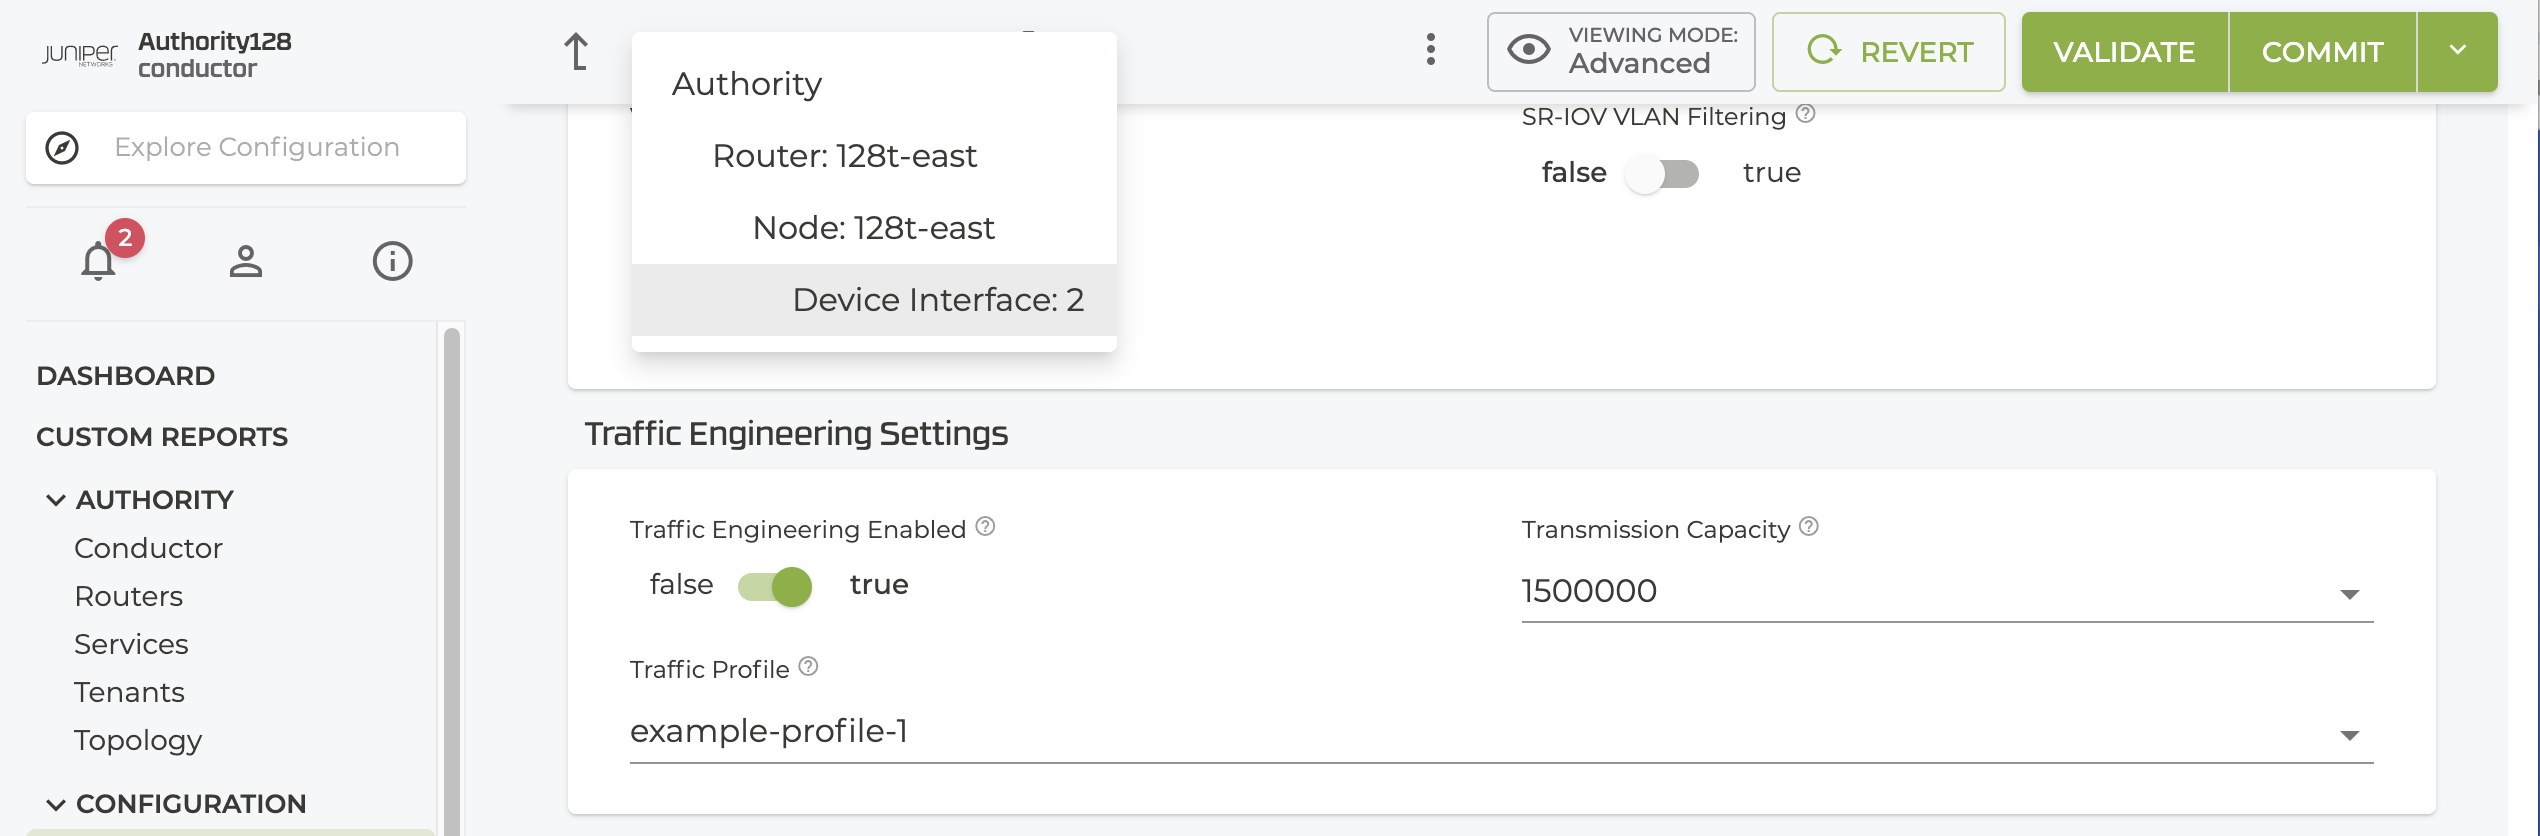 JUNIPER
NETWORKS
Authority128
conductor
Explore Configuration
2
DASHBOARD
CUSTOM REPORTS
AUTHORITY
Conductor
Routers
Services
Tenants
Topology
CONFIGURATION
Authority
Router: 128t-east
Node: 128t-east
Device Interface: 2
VIEWING MODE:
Advanced
REVERT
VALIDATE
COMMIT
SR-IOV VLAN Filtering
false true
Traffic Engineering Settings
Traffic Engineering Enabled
false true
Transmission Capacity
1500000
Traffic Profile
example-profile-1